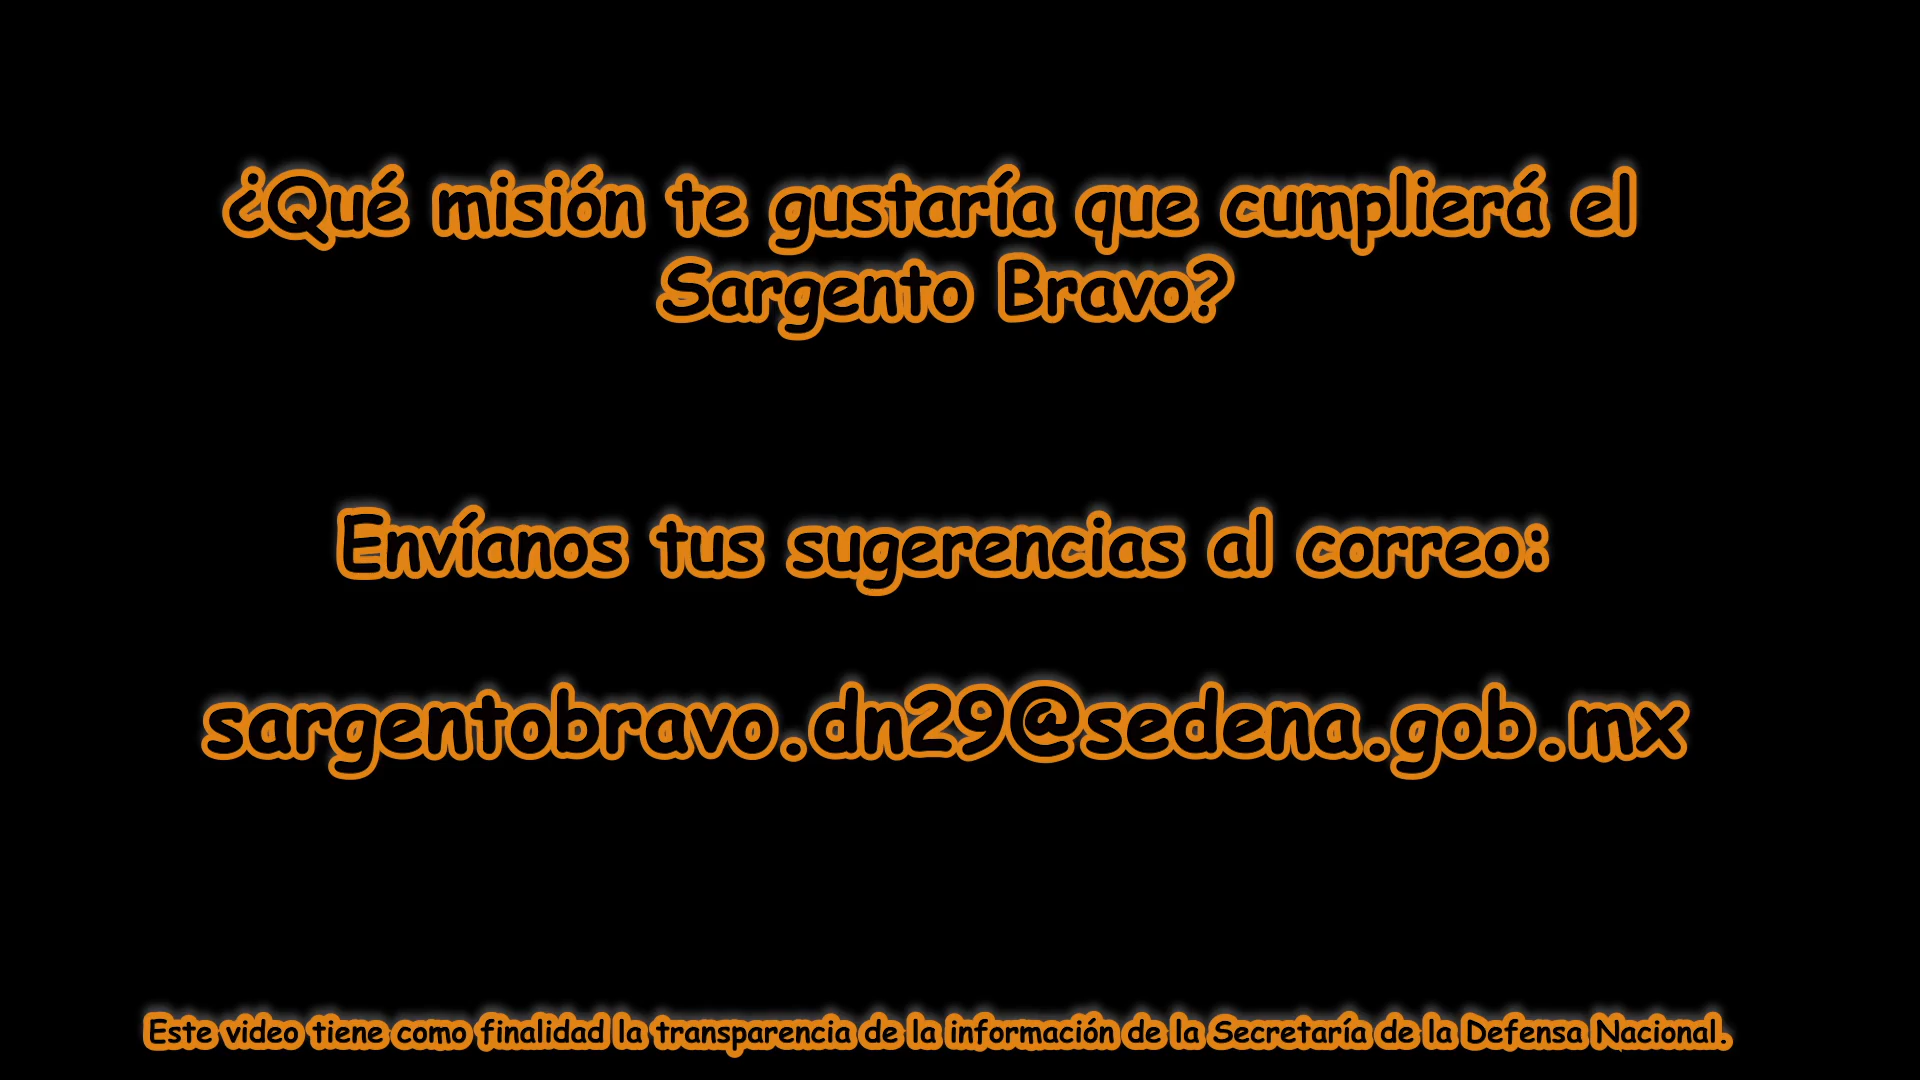 ¿Qué misión te gustaría que cumplierá el
Sargento Bravo?
Envíanos tus sugerencias al correo:
sargentobravo.dn29@sedena.gob.mx
Este video tiene como finalidad la transparencia de la información de la Secretaría de la Defensa Nacional.